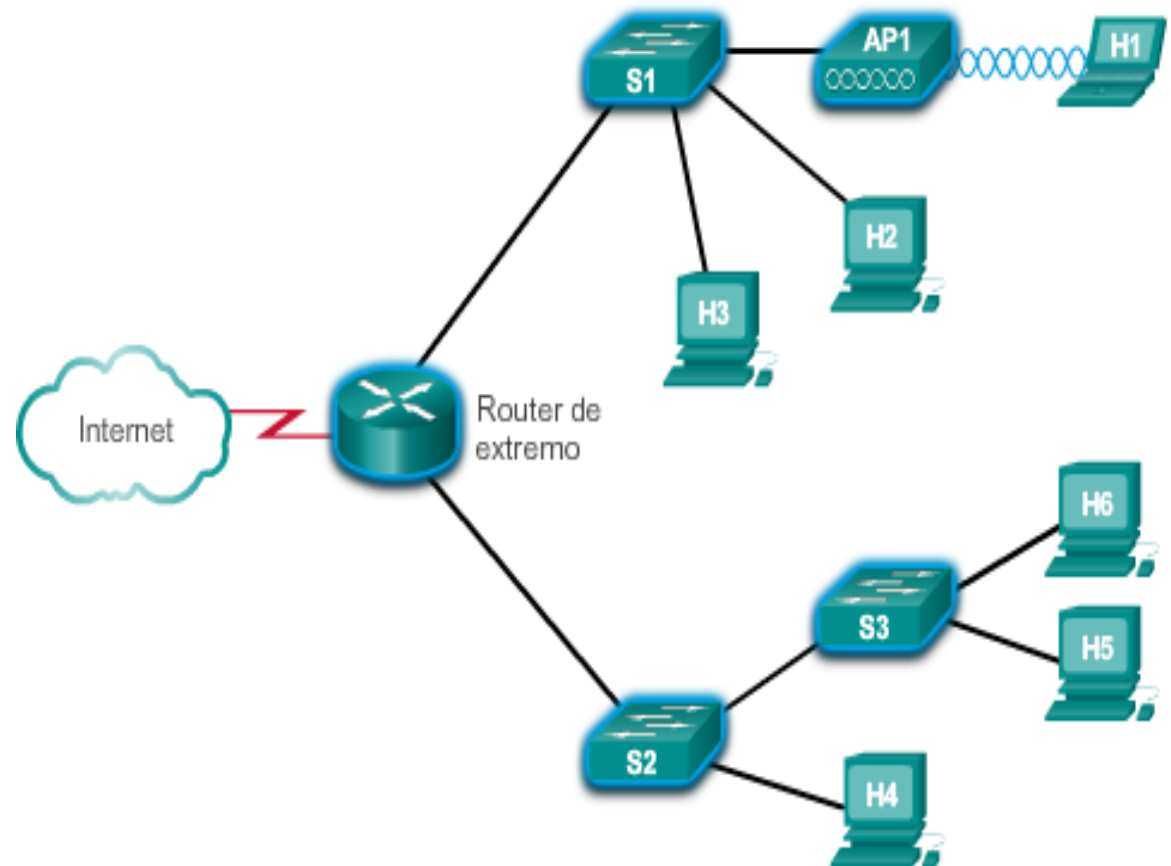 AP1
H1
S1
H2
H3
Internet
Router de
extremo
H6
S3
H5
S2
H4